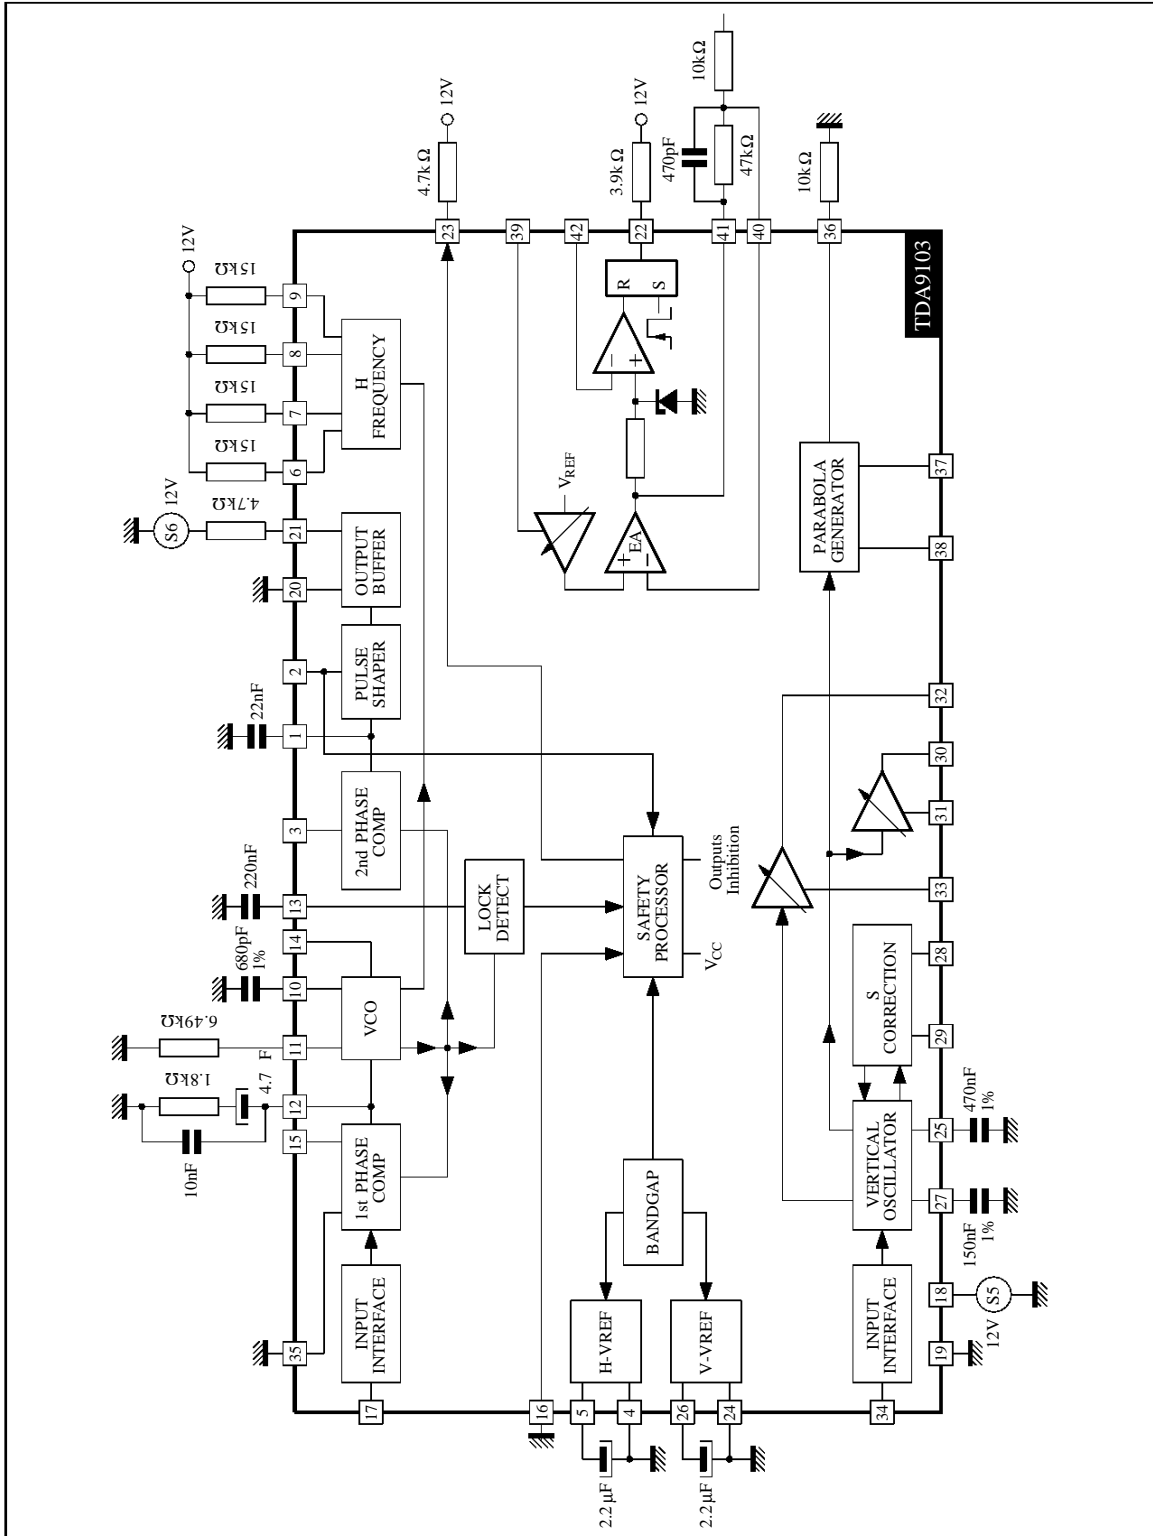 12V
15kΩ
15kΩ
15kΩ
15kΩ
12V
S6
4.7kΩ
22nF
220nF
680pF
1%
6.49kΩ
1.8kΩ
4.7 F
10nF
9
8
7
6
21
20
2
1
3
13
14
10
11
12
15
35
H
FREQUENCY
OUTPUT
BUFFER
PULSE
SHAPER
2nd PHASE
COMP
VCO
1st PHASE
COMP
INPUT
INTERFACE
17
LOCK
DETECT
4.7kΩ
12V
23
39
42
22
3.9kΩ
12V
470pF
47kΩ
10kΩ
41
40
36
10kΩ
R
S
VREF
EA
SAFETY
PROCESSOR
Outputs
Inhibition
VCC
BANDGAP
H-VREF
V-VREF
16
5
4
26
24
2.2 µF
2.2µF
PARABOLA
GENERATOR
S
CORRECTION
VERTICAL
OSCILLATOR
INPUT
INTERFACE
34
TDA9103
37
38
32
30
31
33
28
29
25
27
18
19
470nF
1%
150nF
1%
S5
12V